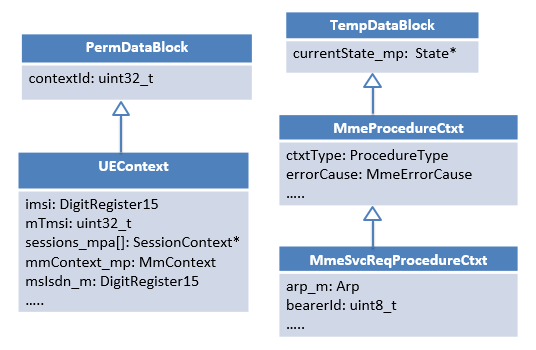 PermDataBlock
contextId: uint32_t
UEContext
imsi: DigitRegister15
mTmsi: uint32_t
sessions_mpa[]: SessionContext*
mmContext_mp: MmContext
msIsdn_m: DigitRegister15
.....
TempDataBlock
currentState_mp: State*
MmeProcedureCtxt
ctxtType: ProcedureType
errorCause: MmeErrorCause
.....
MmeSvcReqProcedureCtxt
arp_m: Arp
bearerId: uint8_t
.....